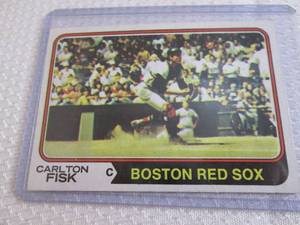 CARLTON
FISK
C
BOSTON RED SOX